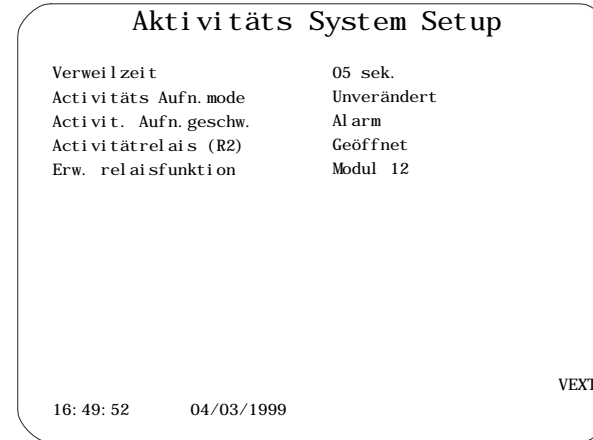 Aktivitäts System Setup
Verweilzeit 05 sek.
Activitäts Aufn.mode Unverändert
Activit. Aufn.geschw. Alarm
Activitätrelais (R2) Geöffnet
Erw. relaisfunktion Modul 12
VEXT
16:49:52 04/03/1999